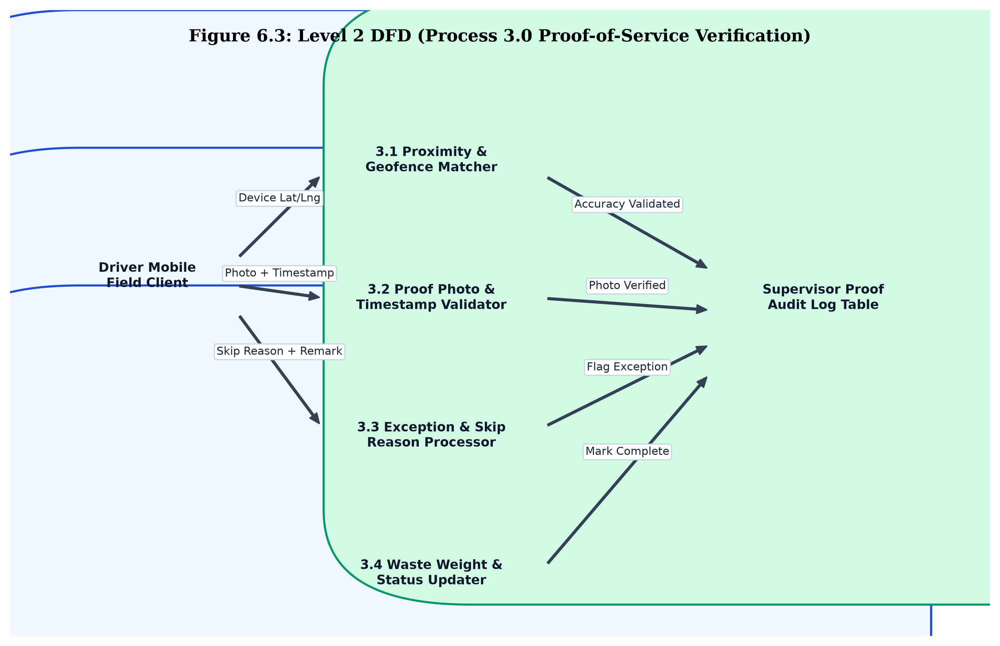 Figure 6.3: Level 2 DFD (Process 3.0 Proof-of-Service Verification)
3.1 Proximity &
Geofence Matcher
Device Lat/Lng
Accuracy Validated
Driver Mobile
Field Client
Photo + Timestamp
Photo Verified
3.2 Proof Photo &
Timestamp Validator
Supervisor Proof
Audit Log Table
Skip Reason + Remark
Flag Exception
3.3 Exception & Skip
Reason Processor
Mark Complete
3.4 Waste Weight &
Status Updater